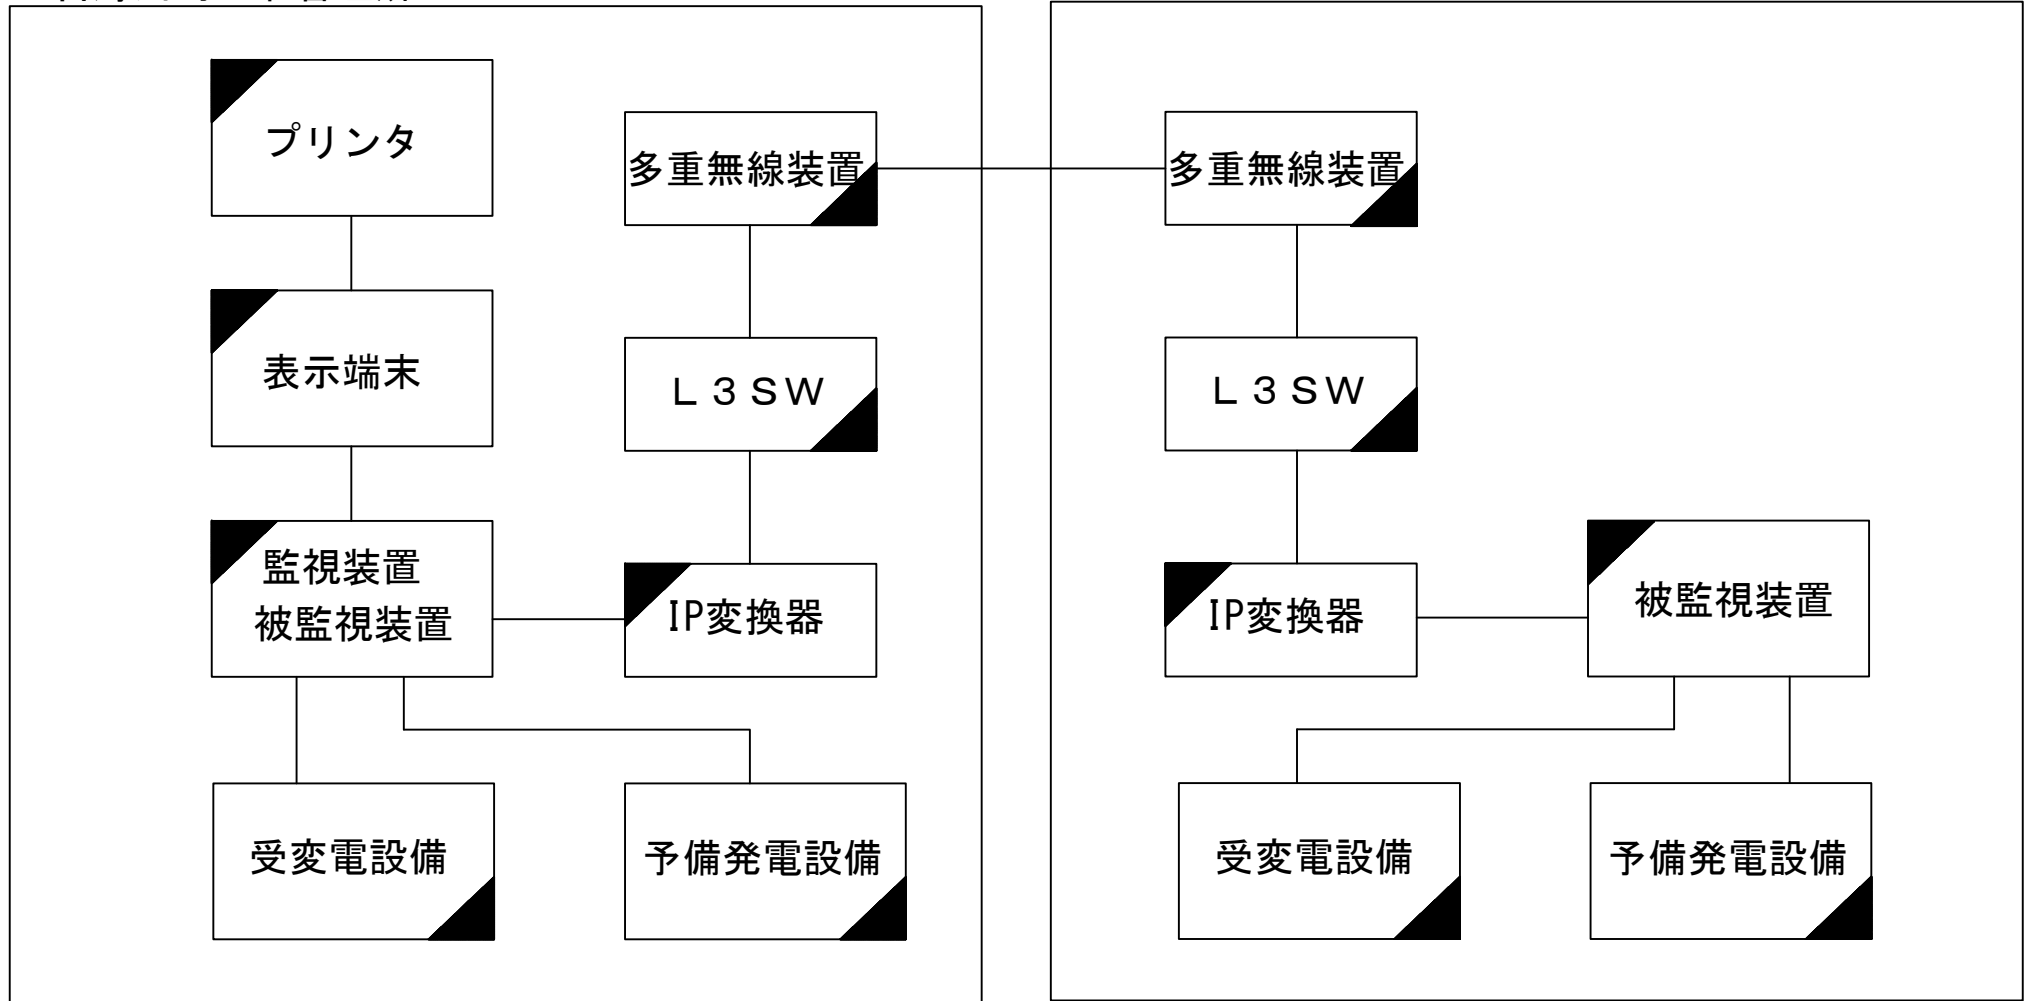 プリンタ
多重無線装置
表示端末
L3SW
監視装置
被監視装置
IP変換器
受変電設備
予備発電設備
多重無線装置
L3SW
IP変換器
被監視装置
受変電設備
予備発電設備